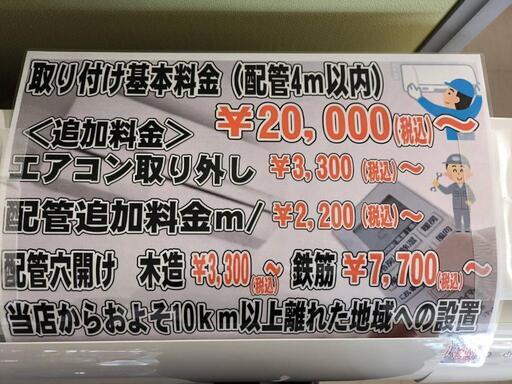 取り付け基本料金（配管4m以内）
¥20,000(税込)～
＜追加料金＞
エアコン取り外し ¥3,300(税込)～
配管追加料金m/ ¥2,200(税込)～
配管穴開け 木造 ¥3,300(税込)～ 鉄筋 ¥7,700(税込)～
当店からおよそ10km以上離れた地域への設置